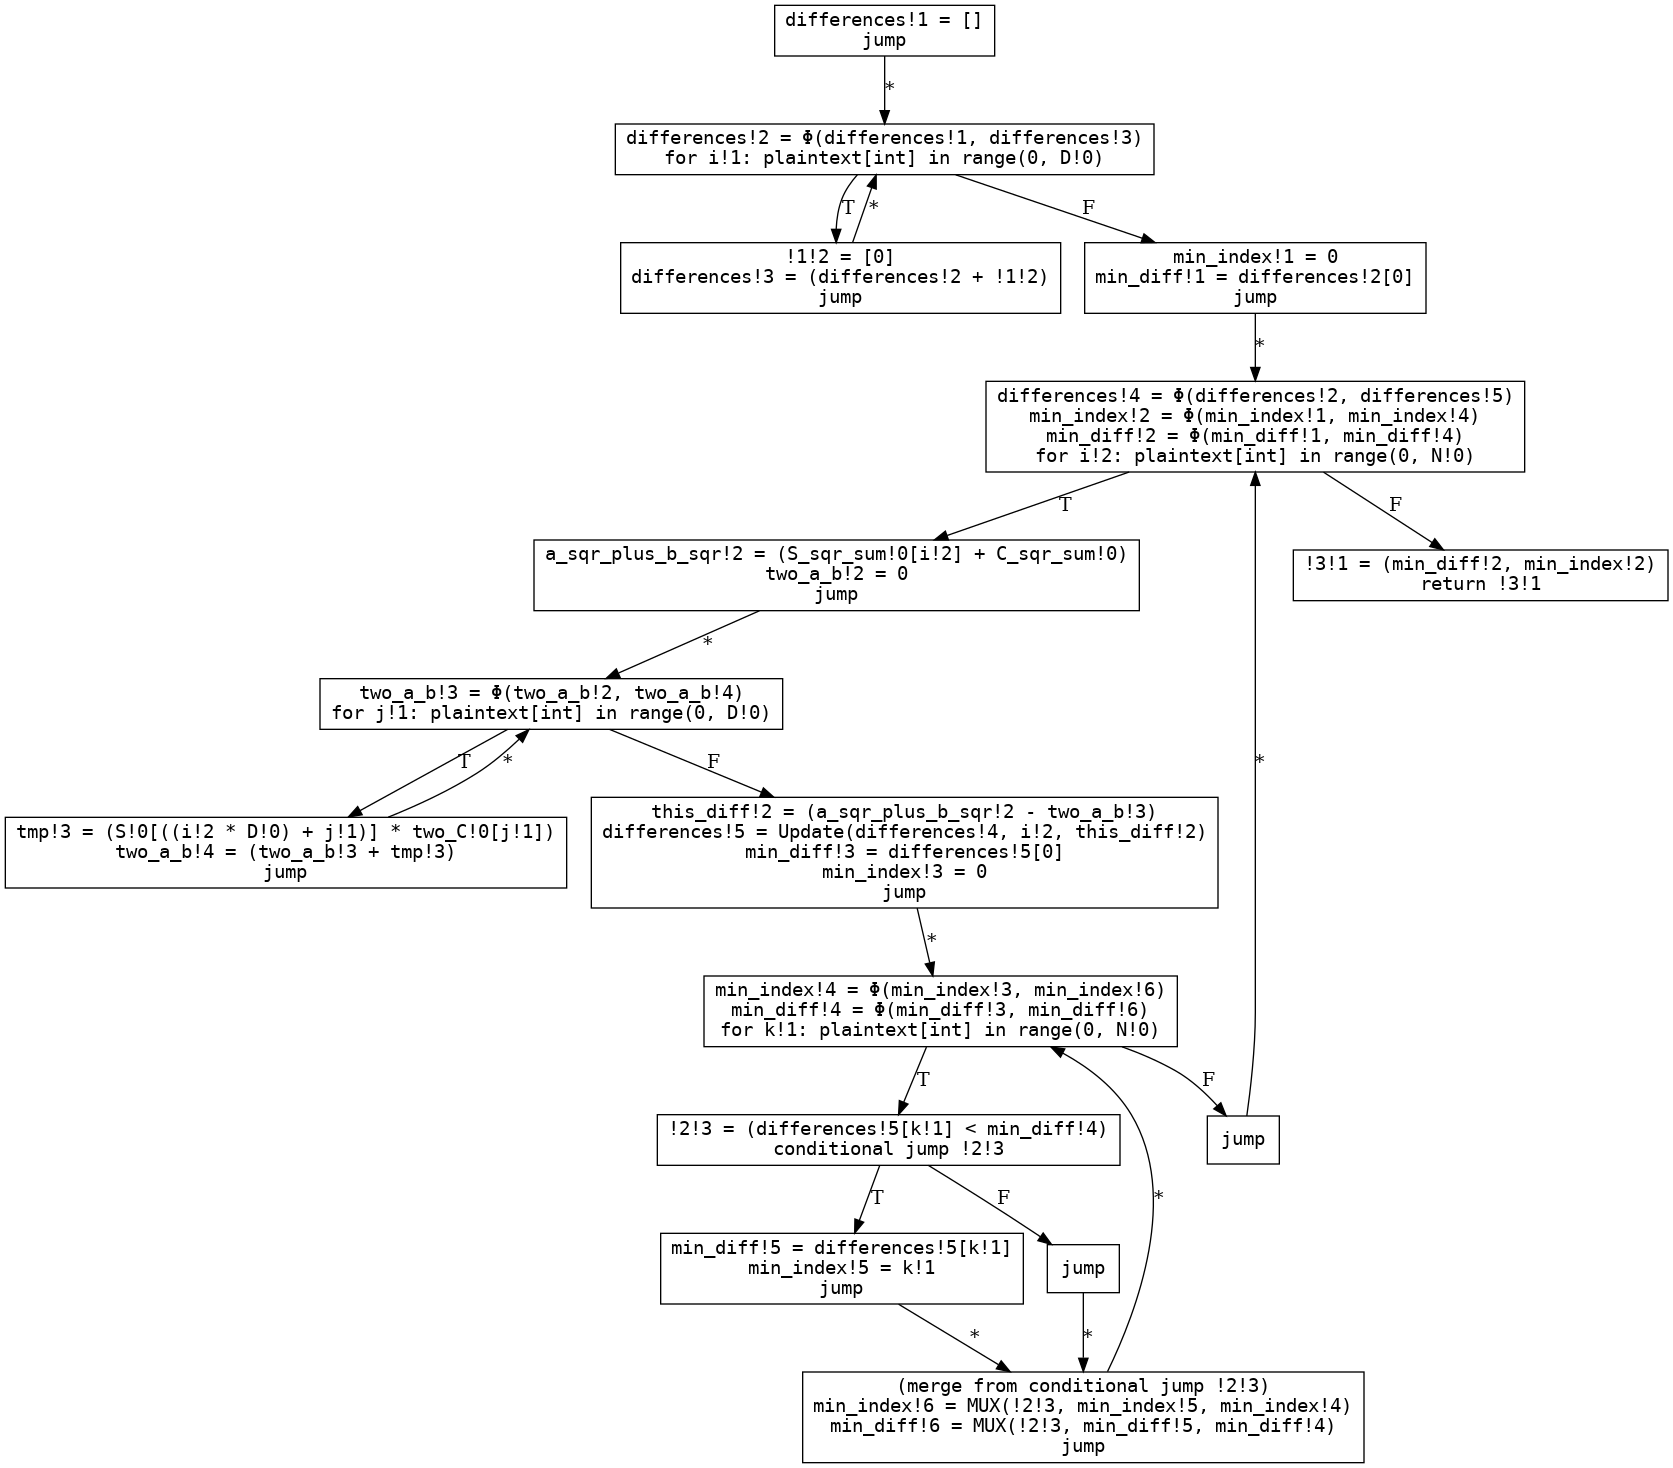 differences!1 = []
jump
*
differences!2 = Φ(differences!1, differences!3)
for i!1: plaintext[int] in range(0, D!0)
T
*
F
!1!2 = [0]
differences!3 = (differences!2 + !1!2)
jump
min_index!1 = 0
min_diff!1 = differences!2[0]
jump
*
differences!4 = Φ(differences!2, differences!5)
min_index!2 = Φ(min_index!1, min_index!4)
min_diff!2 = Φ(min_diff!1, min_diff!4)
for i!2: plaintext[int] in range(0, N!0)
T
F
a_sqr_plus_b_sqr!2 = (S_sqr_sum!0[i!2] + C_sqr_sum!0)
two_a_b!2 = 0
jump
!3!1 = (min_diff!2, min_index!2)
return !3!1
*
two_a_b!3 = Φ(two_a_b!2, two_a_b!4)
for j!1: plaintext[int] in range(0, D!0)
T
*
F
*
tmp!3 = (S!0[((i!2 * D!0) + j!1)] * two_C!0[j!1])
two_a_b!4 = (two_a_b!3 + tmp!3)
jump
this_diff!2 = (a_sqr_plus_b_sqr!2 - two_a_b!3)
differences!5 = Update(differences!4, i!2, this_diff!2)
min_diff!3 = differences!5[0]
min_index!3 = 0
jump
*
min_index!4 = Φ(min_index!3, min_index!6)
min_diff!4 = Φ(min_diff!3, min_diff!6)
for k!1: plaintext[int] in range(0, N!0)
T
F
!2!3 = (differences!5[k!1] < min_diff!4)
conditional jump !2!3
jump
T
F
*
min_diff!5 = differences!5[k!1]
min_index!5 = k!1
jump
jump
*
*
(merge from conditional jump !2!3)
min_index!6 = MUX(!2!3, min_index!5, min_index!4)
min_diff!6 = MUX(!2!3, min_diff!5, min_diff!4)
jump